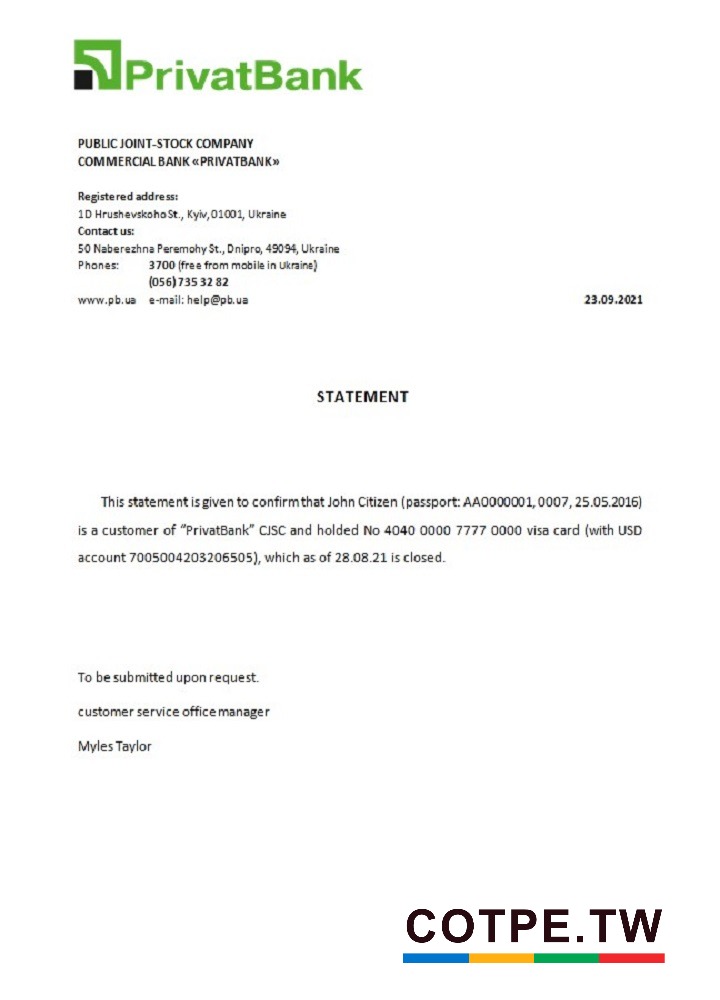 PrivatBank
PUBLIC JOINT-STOCK COMPANY
COMMERCIAL BANK «PRIVATBANK»
Registered address:
1D Hrushevskoho St., Kyiv, 01001, Ukraine
Contact us:
50 Naberezhna Peremohy St., Dnipro, 49094, Ukraine
Phones: 3700 (free from mobile in Ukraine)
(056) 735 32 82
www.pb.ua e-mail: help@pb.ua 23.09.2021
STATEMENT
This statement is given to confirm that John Citizen (passport: AA0000001, 0007, 25.05.2016)
is a customer of "PrivatBank" CJSC and holded No 4040 0000 7777 0000 visa card (with USD
account 7005004203206505), which as of 28.08.21 is closed.
To be submitted upon request.
customer service office manager
Myles Taylor
COTPE.TW